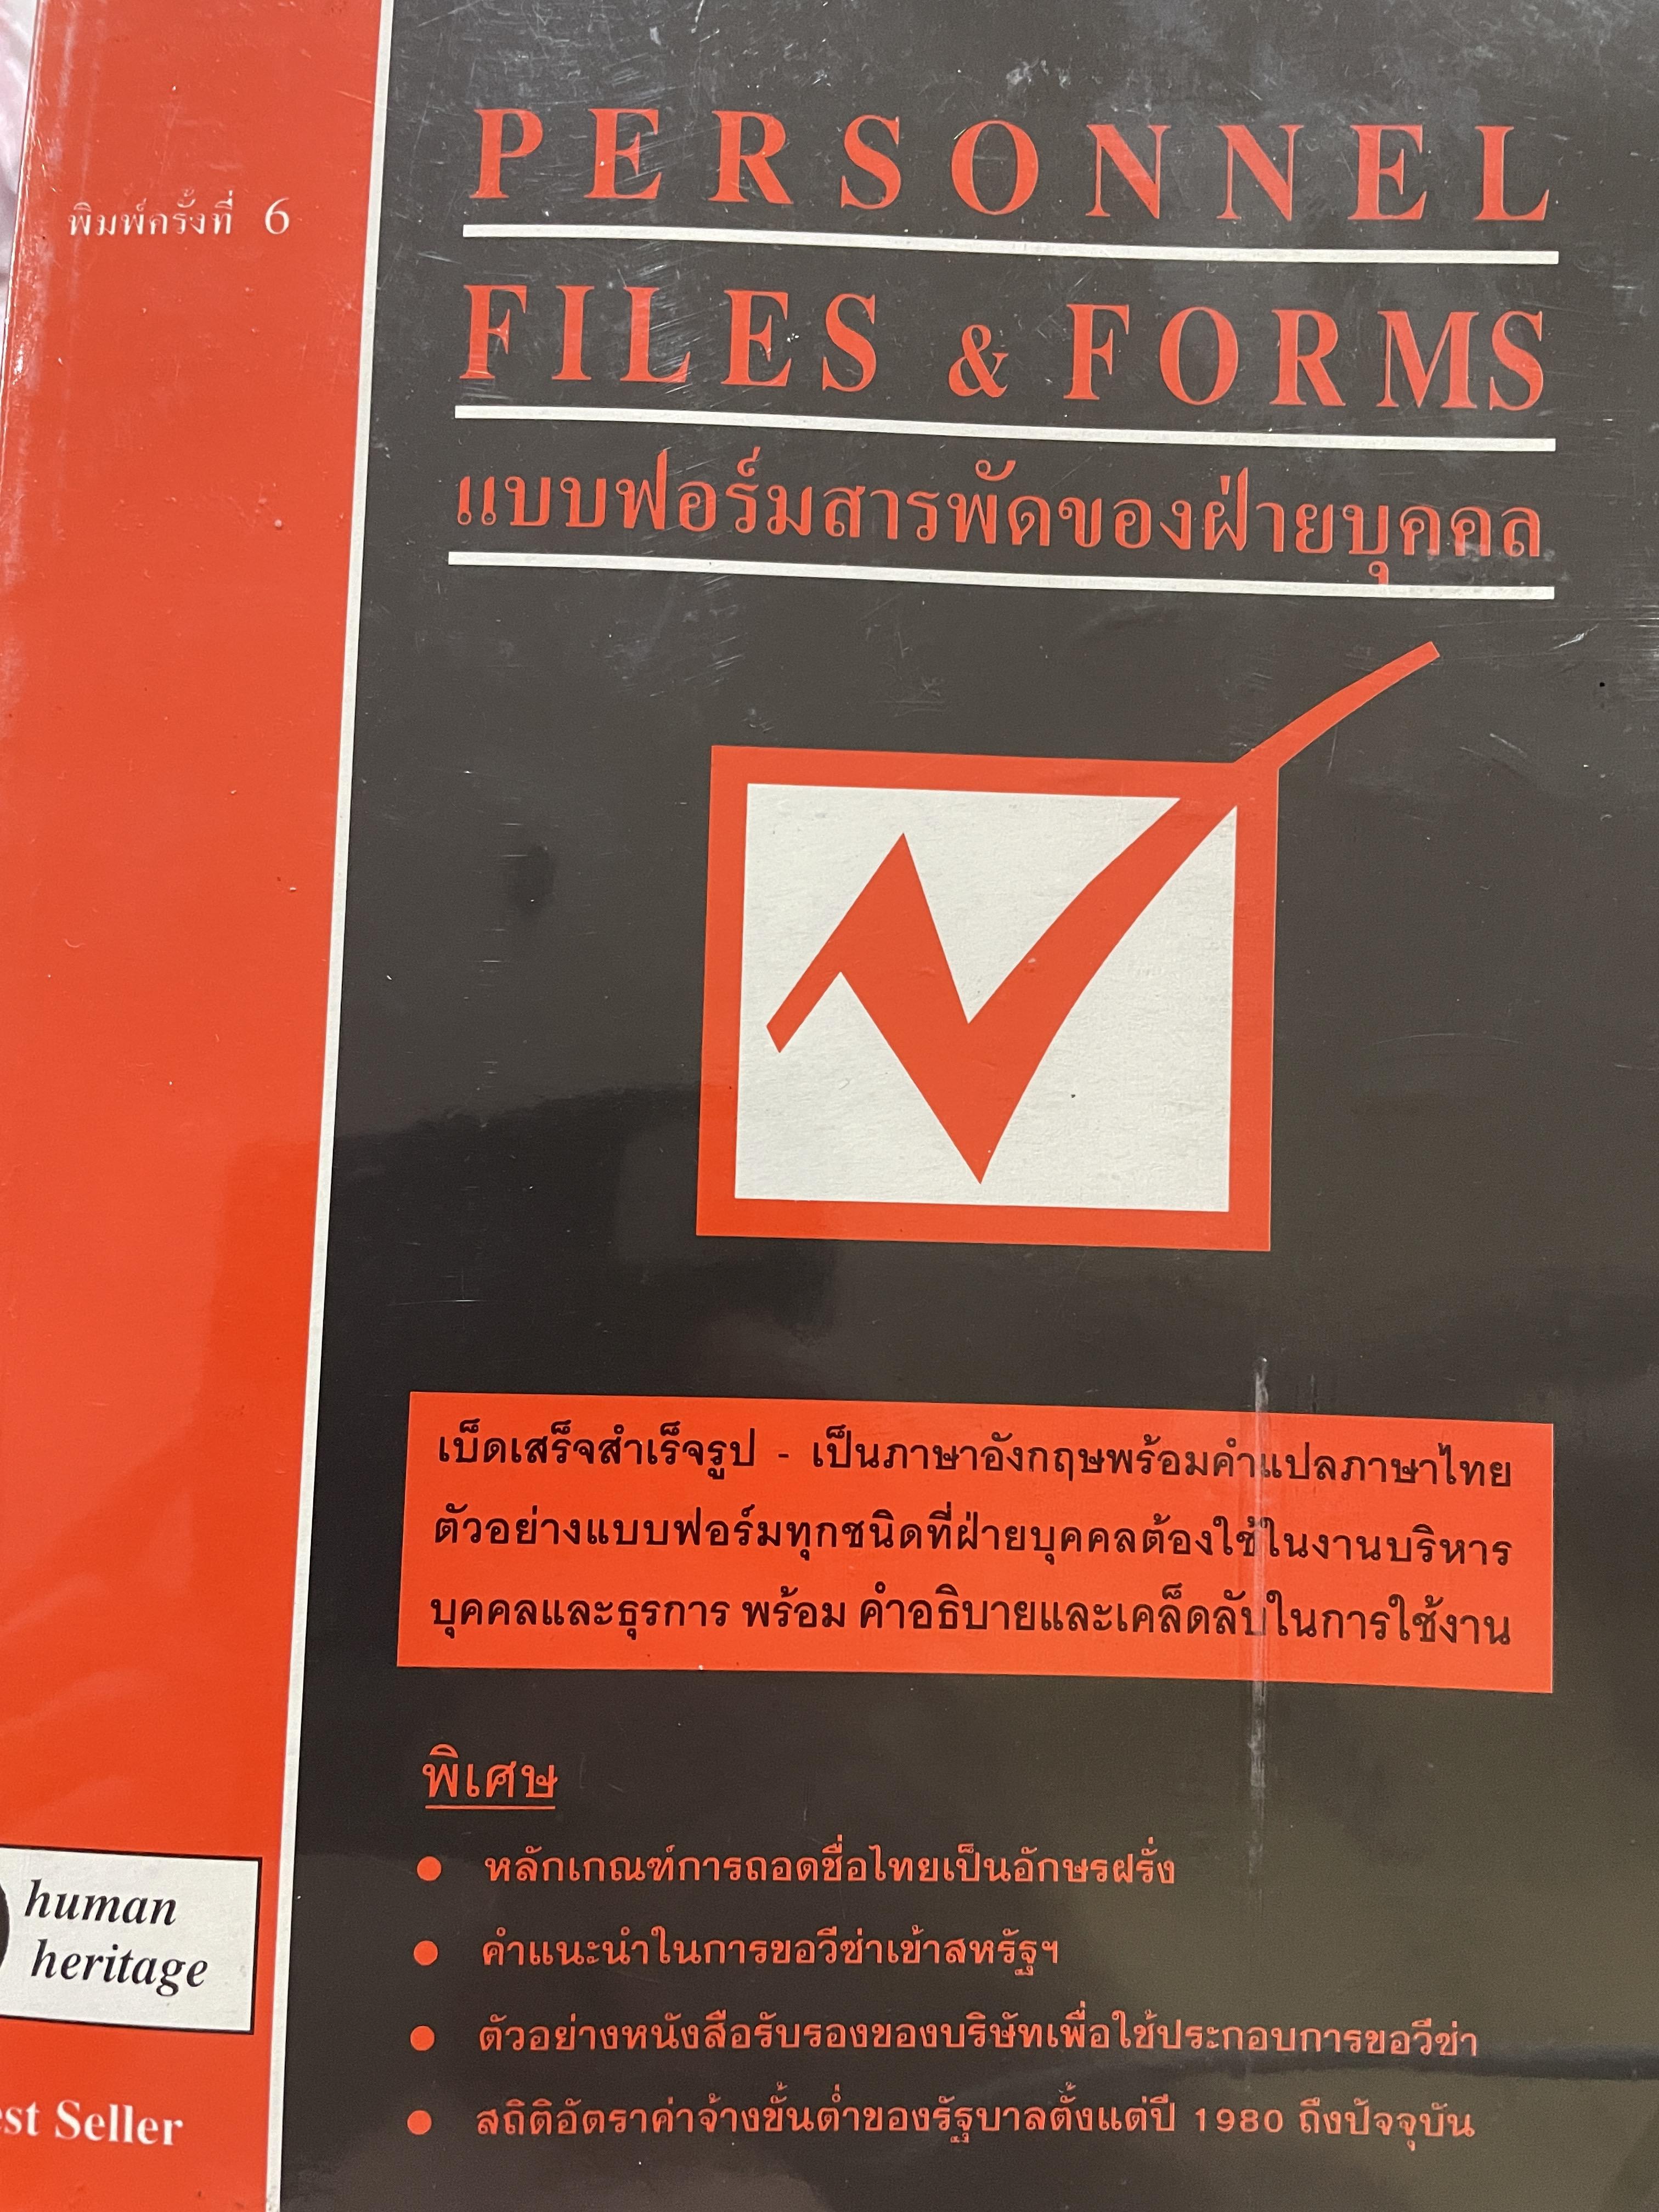 พิมพ์ครั้งที่ 6
PERSONNEL
FILES & FORMS
แบบฟอร์มสารพัดของฝ่ายบุคคล
เบ็ดเสร็จสำเร็จรูป - เป็นภาษาอังกฤษพร้อมคำแปลภาษาไทย
ตัวอย่างแบบฟอร์มทุกชนิดที่ฝ่ายบุคคลต้องใช้ในงานบริหาร
บุคคลและธุรการ พร้อม คำอธิบายและเคล็ดลับในการใช้งาน
พิเศษ
● หลักเกณฑ์การถอดชื่อไทยเป็นอักษรฝรั่ง
● คำแนะนำในการขอวีซ่าเข้าสหรัฐฯ
● ตัวอย่างหนังสือรับรองของบริษัทเพื่อใช้ประกอบการขอวีซ่า
● สถิติอัตราค่าจ้างขั้นต่ำของรัฐบาลตั้งแต่ปี 1980 ถึงปัจจุบัน
human
heritage
est Seller